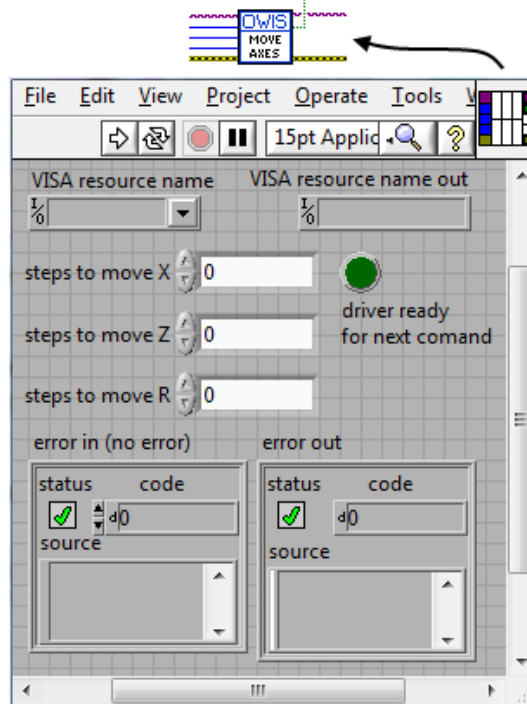 OWIS
MOVE
AXES
File Edit View Project Operate Tools
15pt Applic ?
VISA resource name VISA resource name out
I/O I/O
steps to move X 0
driver ready
for next comand
steps to move Z 0
steps to move R 0
error in (no error) error out
status code status code
d0 d0
source source